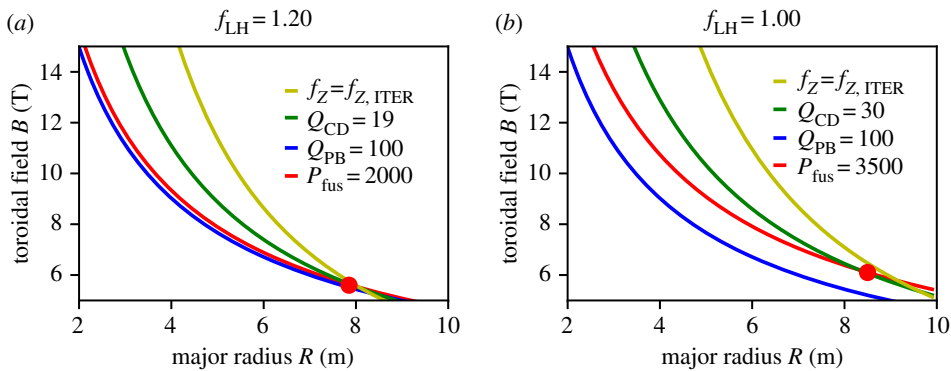 (a)
f_LH = 1.20
14
12
10
8
6
toroidal field B (T)
f_Z = f_Z, ITER
Q_CD = 19
Q_PB = 100
P_fus = 2000
2 4 6 8 10
major radius R (m)
(b)
f_LH = 1.00
14
12
10
8
6
toroidal field B (T)
f_Z = f_Z, ITER
Q_CD = 30
Q_PB = 100
P_fus = 3500
2 4 6 8 10
major radius R (m)